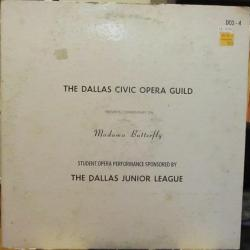 DCO-4
THE DALLAS CIVIC OPERA GUILD
Madama Butterfly
STUDENT OPERA PERFORMANCE SPONSORED BY
THE DALLAS JUNIOR LEAGUE